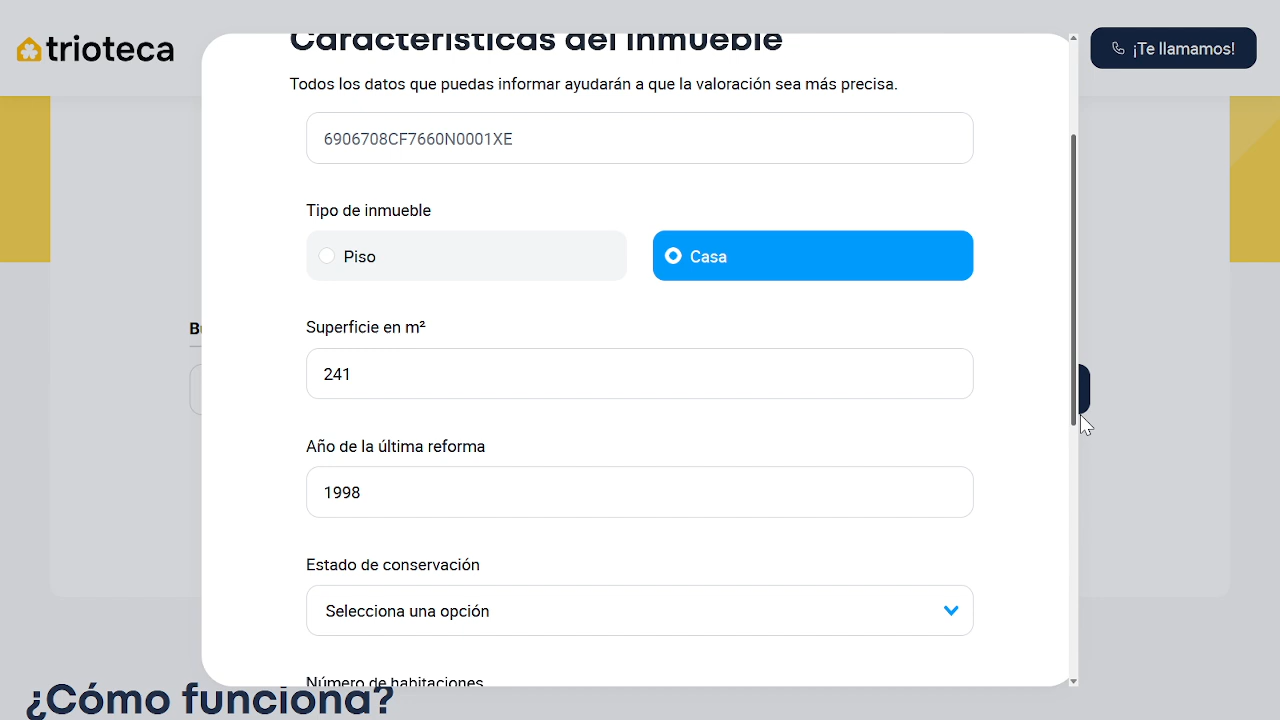 trioteca
¡Te llamamos!
Características del inmueble
Todos los datos que puedas informar ayudarán a que la valoración sea más precisa.
6906708CF7660N0001XE
Tipo de inmueble
Piso
Casa
Superficie en m²
241
Año de la última reforma
1998
Estado de conservación
Selecciona una opción
Número de habitaciones
¿Cómo funciona?